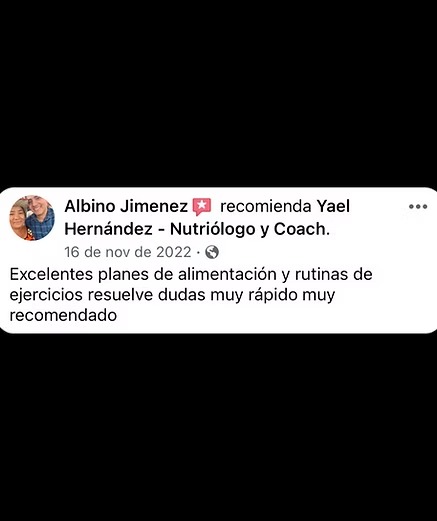 Albino Jimenez recomienda Yael
Hernández - Nutriólogo y Coach.
16 de nov de 2022 ·
Excelentes planes de alimentación y rutinas de
ejercicios resuelve dudas muy rápido muy
recomendado